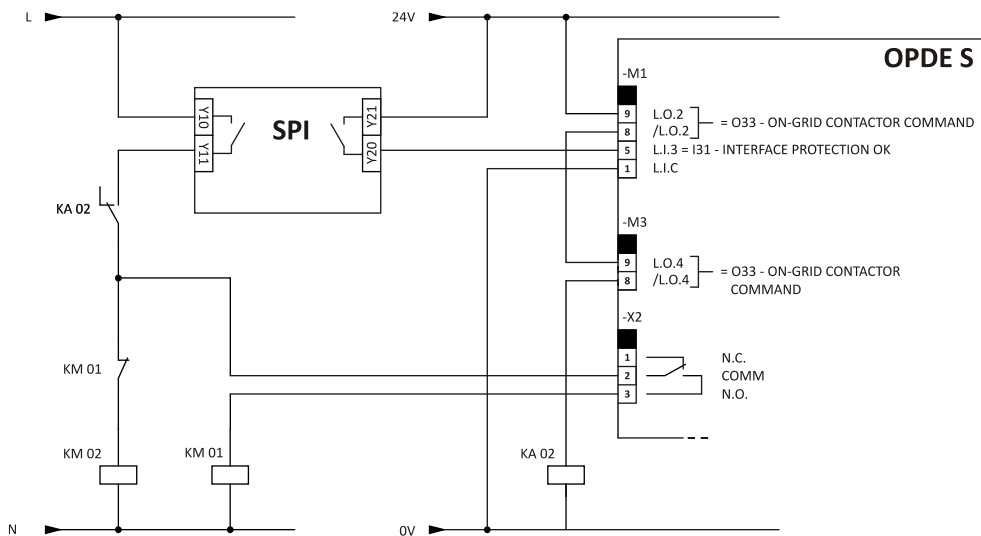 L
24V
OPDE S
-M1
9 L.O.2
8 /L.O.2
= O33 - ON-GRID CONTACTOR COMMAND
5 L.I.3 = I31 - INTERFACE PROTECTION OK
1 L.I.C
Y10
Y11
SPI
Y21
Y20
KA 02
-M3
9 L.O.4
8 /L.O.4
= O33 - ON-GRID CONTACTOR
COMMAND
-X2
1 N.C.
2 COMM
3 N.O.
KM 01
KM 02
KM 01
KA 02
N
0V